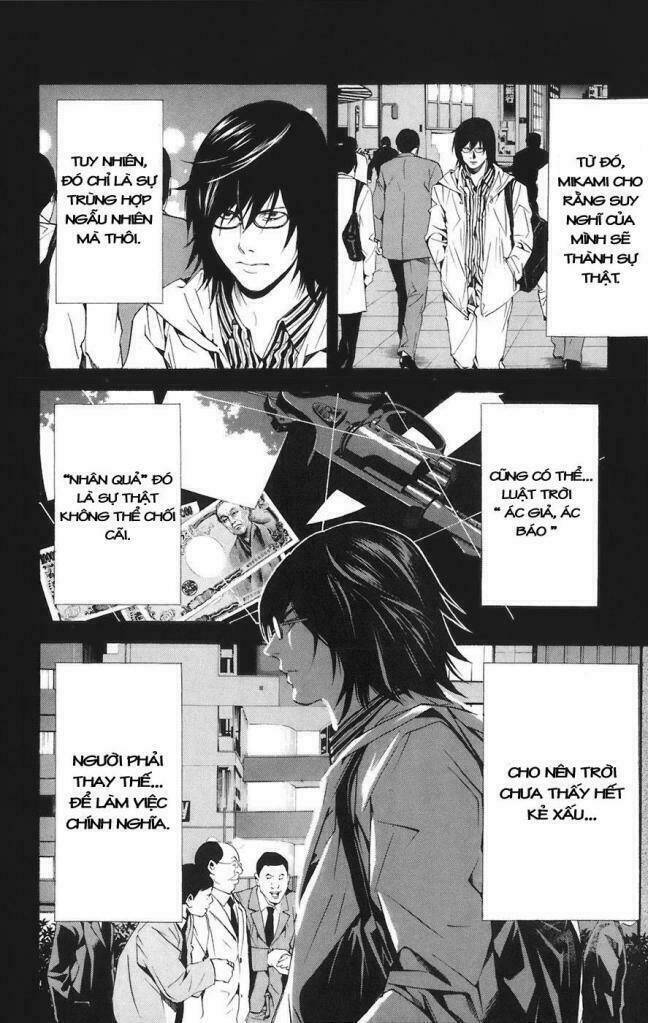 TỪ ĐÓ,
MIKAMI CHO
RẰNG SUY
NGHĨ CỦA
MÌNH SẼ
THÀNH SỰ
THẬT.
TUY NHIÊN,
ĐÓ CHỈ LÀ SỰ
TRÙNG HỢP
NGẪU NHIÊN
MÀ THÔI.
CŨNG CÓ THỂ...
LUẬT TRỜI
" ÁC GIẢ, ÁC
BÁO "
"NHÂN QUẢ" ĐÓ
LÀ SỰ THẬT
KHÔNG THỂ CHỐI
CÃI.
CHO NÊN TRỜI
CHƯA THẤY HẾT
KẺ XẤU...
NGƯỜI PHẢI
THAY THẾ...
ĐỂ LÀM VIỆC
CHÍNH NGHĨA.